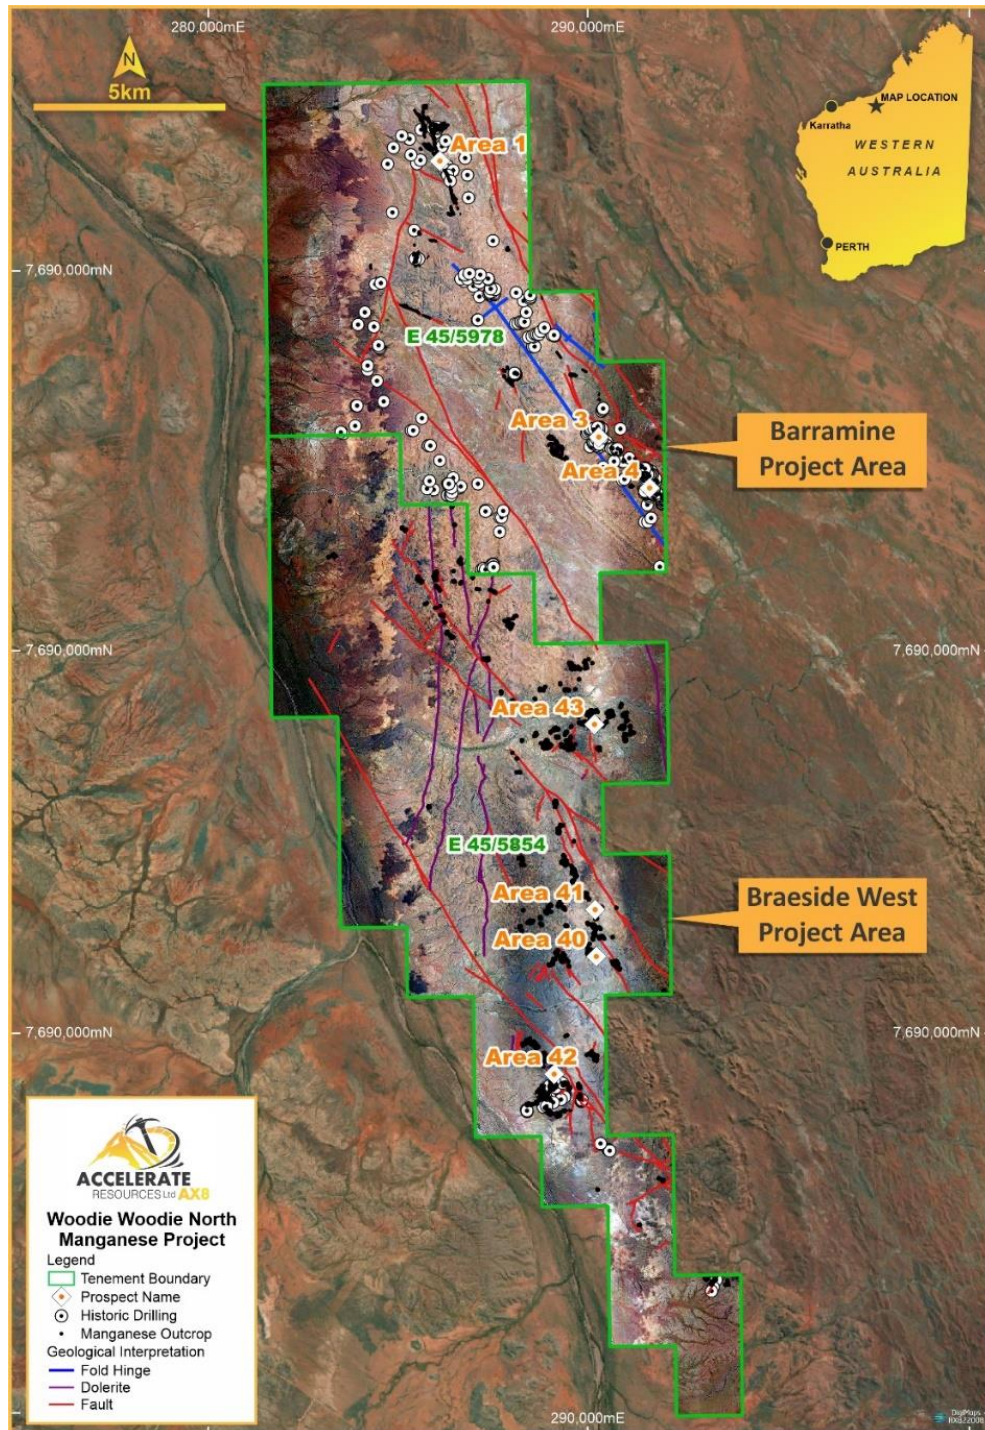 280,000mE
290,000mE
N
5km
MAP LOCATION
Karratha
WESTERN
AUSTRALIA
PERTH
Area 1
7,690,000mN
E 45/5978
Area 3
Area 4
Barramine
Project Area
7,690,000mN
7,690,000mN
Area 43
E 45/5854
Area 41
Area 40
Braeside West
Project Area
7,690,000mN
7,690,000mN
Area 42
ACCELERATE
RESOURCES Ltd AX8
Woodie Woodie North
Manganese Project
Legend
Tenement Boundary
Prospect Name
Historic Drilling
Manganese Outcrop
Geological Interpretation
Fold Hinge
Dolerite
Fault
290,000mE
DigiMaps